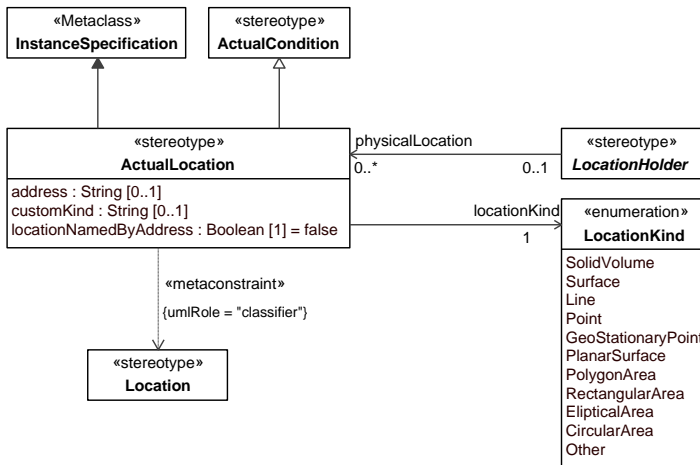 «Metaclass»
InstanceSpecification
«stereotype»
ActualCondition
«stereotype»
ActualLocation
address : String [0..1]
customKind : String [0..1]
locationNamedByAddress : Boolean [1] = false
physicalLocation
0..*
0..1
«stereotype»
LocationHolder
locationKind
1
«enumeration»
LocationKind
SolidVolume
Surface
Line
Point
GeoStationaryPoint
PlanarSurface
PolygonArea
RectangularArea
ElipticalArea
CircularArea
Other
«metaconstraint»
{umlRole = "classifier"}
«stereotype»
Location